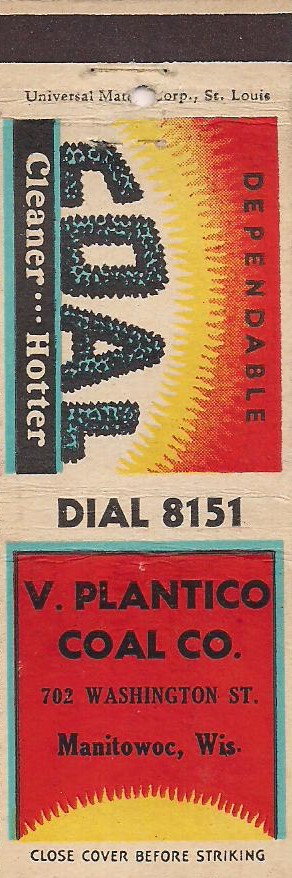 Universal Match Corp., St. Louis
DEPENDABLE
COAL
Cleaner... Hotter
DIAL 8151
V. PLANTICO
COAL CO.
702 WASHINGTON ST.
Manitowoc, Wis.
CLOSE COVER BEFORE STRIKING